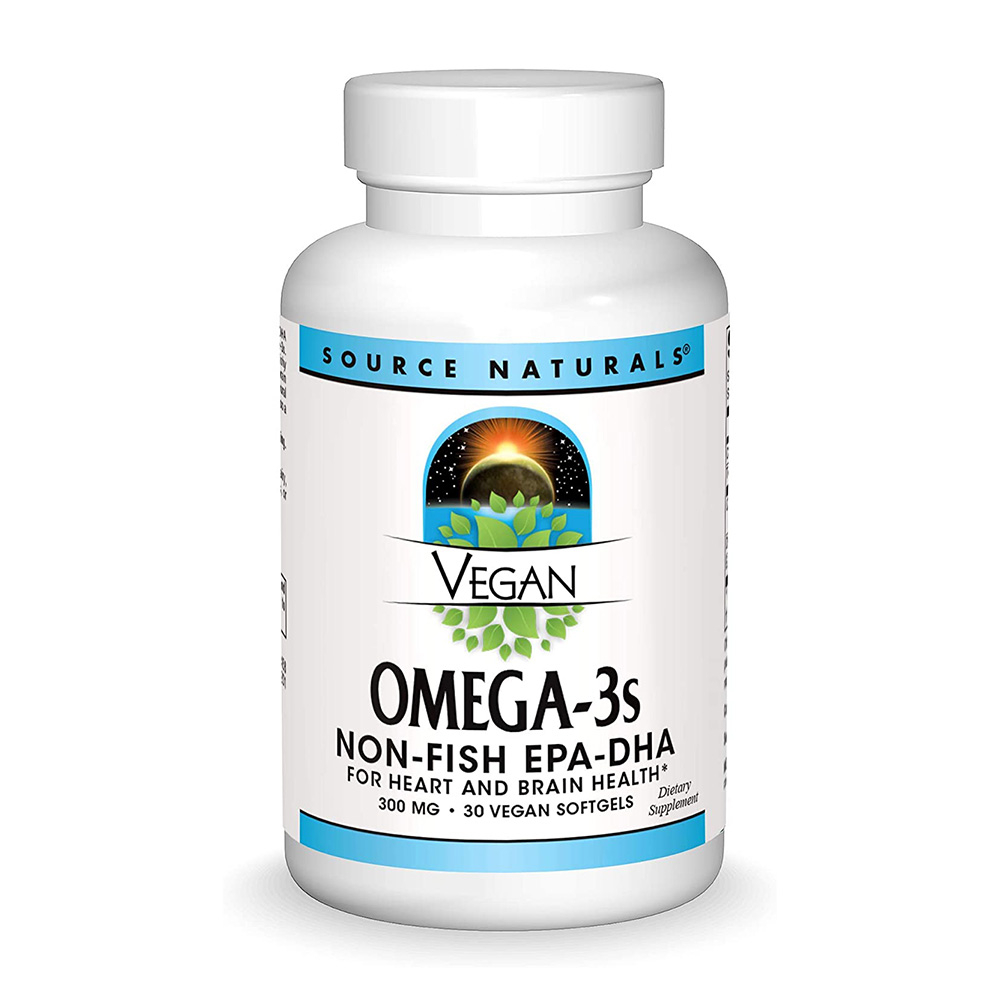 SOURCE NATURALS®
VEGAN
OMEGA-3s
NON-FISH EPA-DHA
FOR HEART AND BRAIN HEALTH*
300 MG • 30 VEGAN SOFTGELS
Dietary
Supplement